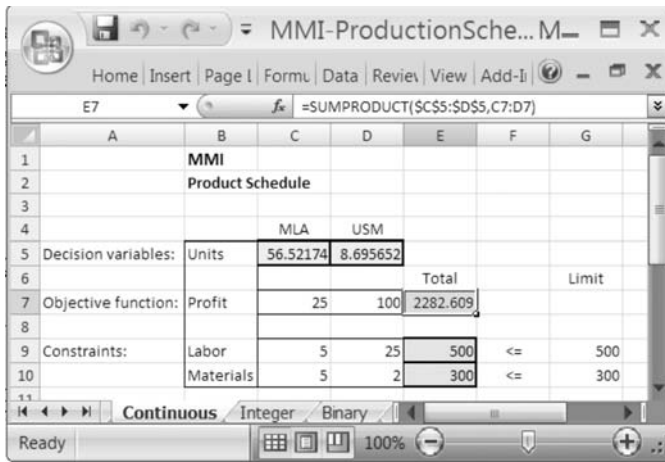 MMI-ProductionSche... M
Home Insert Page L Formu Data Review View Add-I
E7 fx =SUMPRODUCT($C$5:$D$5,C7:D7)
A B C D E F G
1 MMI
2 Product Schedule
3
4 MLA USM
5 Decision variables: Units 56.52174 8.695652
6 Total Limit
7 Objective function: Profit 25 100 2282.609
8
9 Constraints: Labor 5 25 500 <= 500
10 Materials 5 2 300 <= 300
11
Continuous Integer Binary
Ready 100%